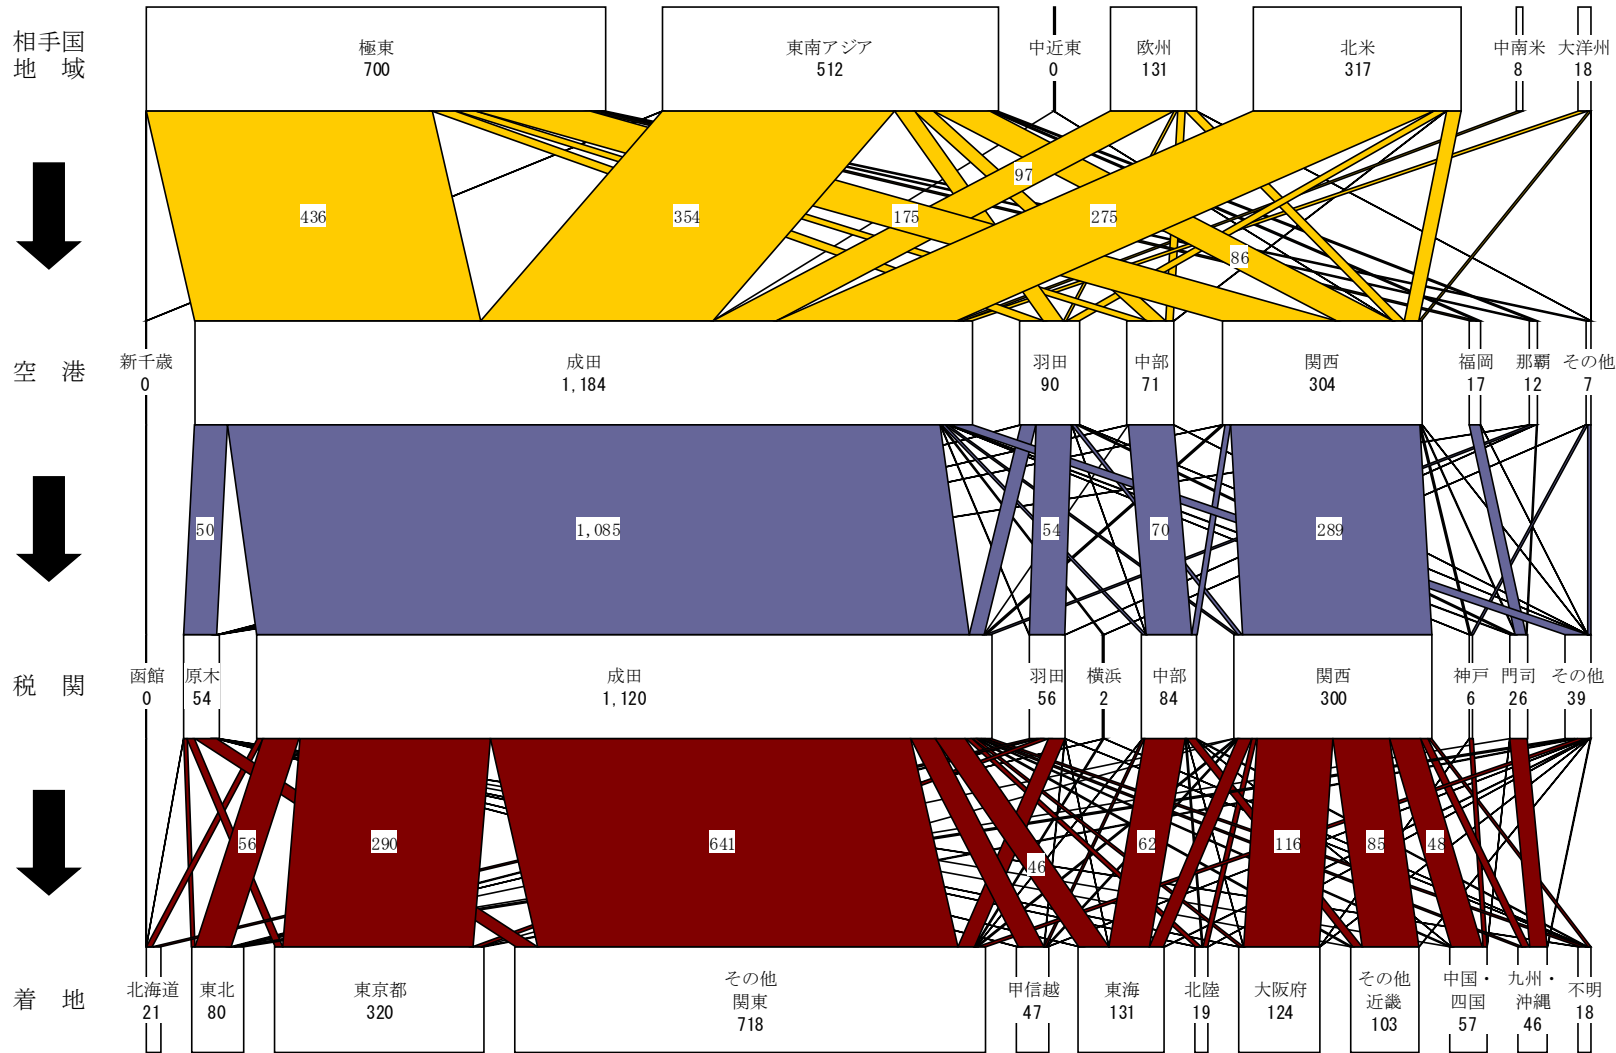 相手国
地　域
極東
700
東南アジア
512
中近東
0
欧州
131
北米
317
中南米
8
大洋州
18
97
436
354
175
275
86
空　港
新千歳
0
成田
1,184
羽田
90
中部
71
関西
304
福岡
17
那覇
12
その他
7
50
1,085
54
70
289
税　関
函館
0
原木
54
成田
1,120
羽田
56
横浜
2
中部
84
関西
300
神戸
6
門司
26
その他
39
56
290
641
46
62
116
85
48
着　地
北海道
21
東北
80
東京都
320
その他
関東
718
甲信越
47
東海
131
北陸
19
大阪府
124
その他
近畿
103
中国・
四国
57
九州・
沖縄
46
不明
18